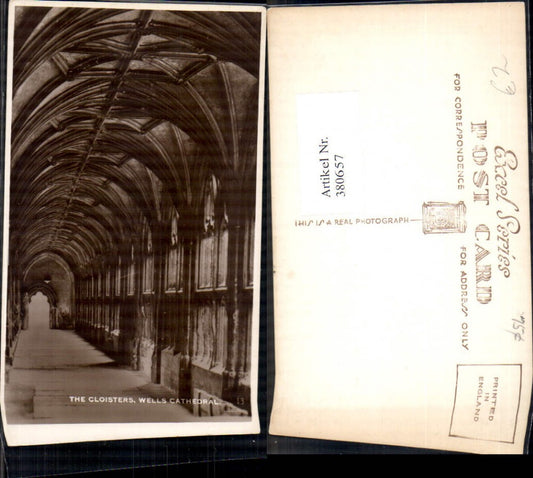 THE CLOISTERS, WELLS CATHEDRAL.
13
Excel Series
POST CARD
FOR CORRESPONDENCE
FOR ADDRESS ONLY
THIS IS A REAL PHOTOGRAPH
Artikel Nr.
380657
PRINTED
IN
ENGLAND